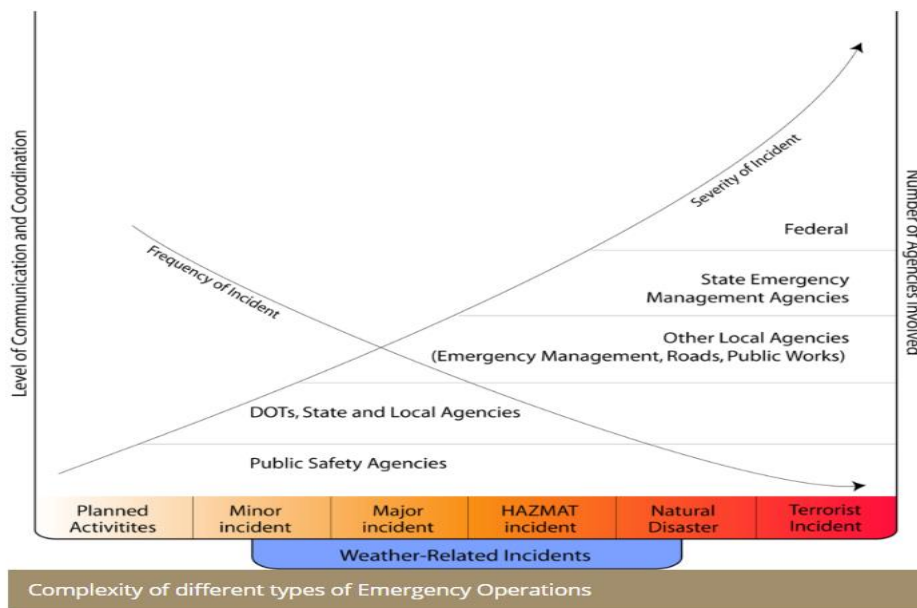 Level of Communication and Coordination
Number of Agencies Involved
Severity of Incident
Frequency of Incident
Federal
State Emergency
Management Agencies
Other Local Agencies
(Emergency Management, Roads, Public Works)
DOTs, State and Local Agencies
Public Safety Agencies
Planned
Activitites
Minor
incident
Major
incident
HAZMAT
incident
Natural
Disaster
Terrorist
Incident
Weather-Related Incidents
Complexity of different types of Emergency Operations